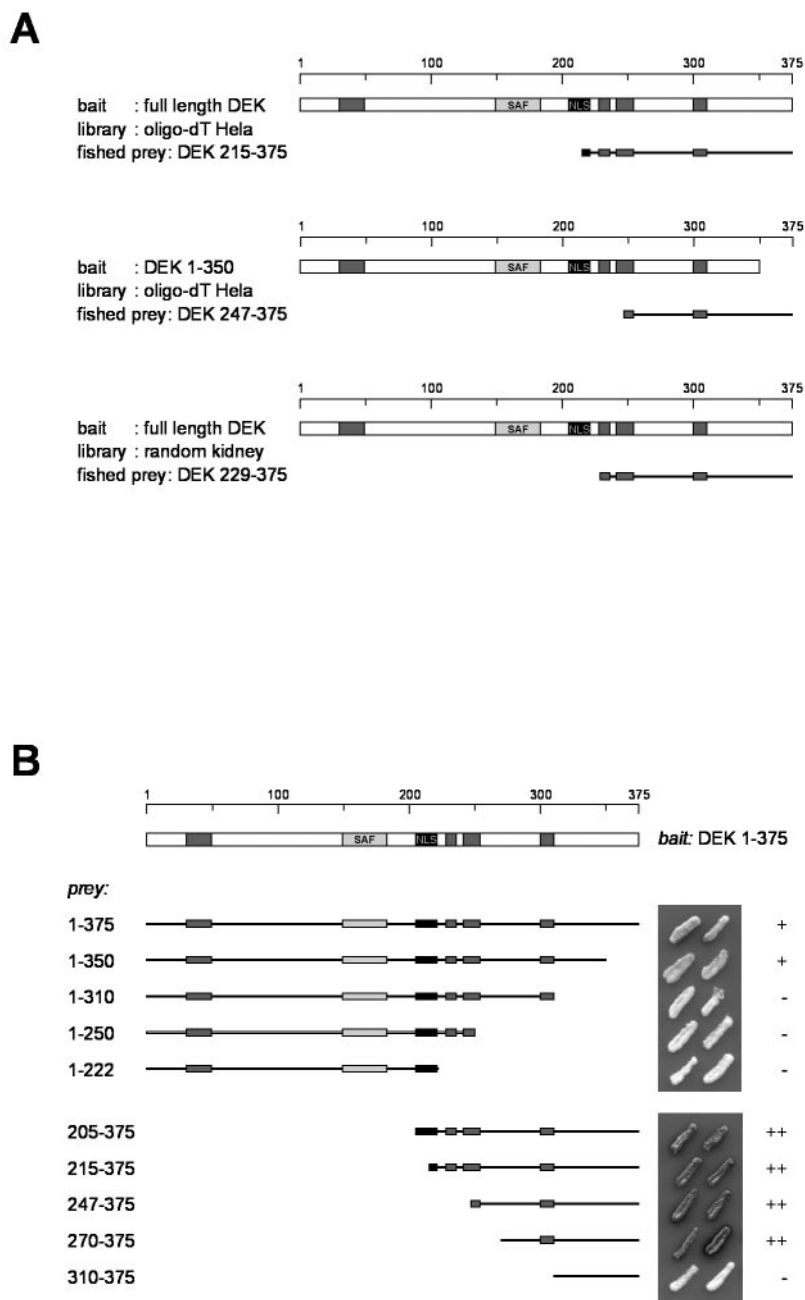 A
1 100 200 300 375
bait : full length DEK
SAF NLS
library : oligo-dT Hela
fished prey: DEK 215-375
1 100 200 300 375
bait : DEK 1-350
SAF NLS
library : oligo-dT Hela
fished prey: DEK 247-375
1 100 200 300 375
bait : full length DEK
SAF NLS
library : random kidney
fished prey: DEK 229-375
B
1 100 200 300 375
SAF NLS bait: DEK 1-375
prey:
1-375 +
1-350 +
1-310 -
1-250 -
1-222 -
205-375 ++
215-375 ++
247-375 ++
270-375 ++
310-375 -